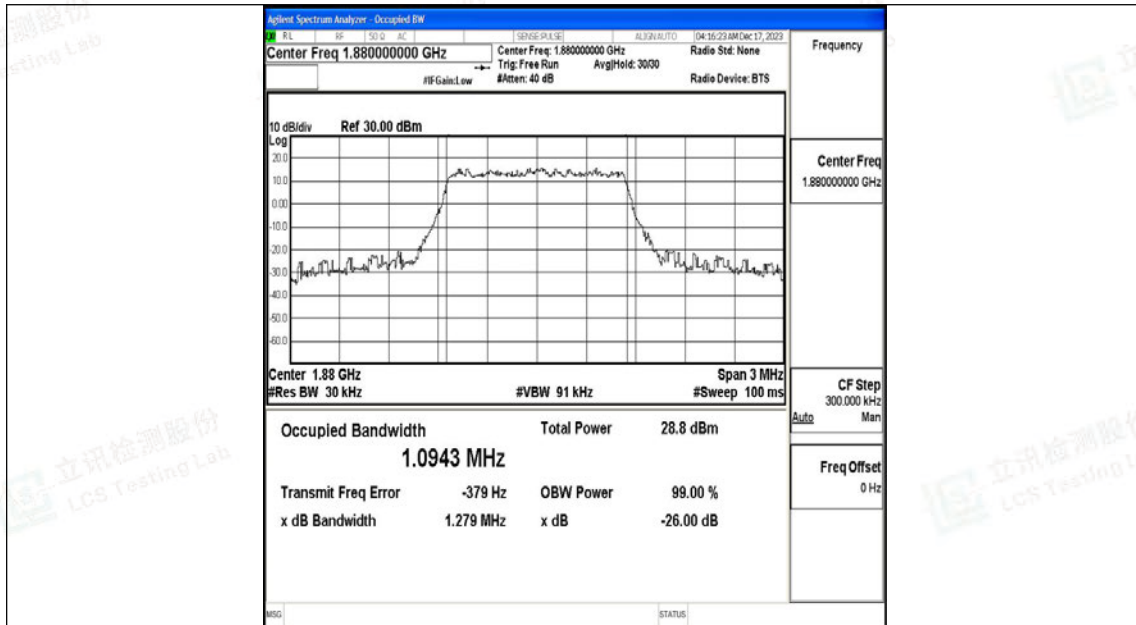 Agilent Spectrum Analyzer - Occupied BW
RL RF 50 Ω AC SENSE:PULSE ALIGNAUTO 04:16:23 AM Dec 17, 2023
Center Freq 1.880000000 GHz
Center Freq: 1.880000000 GHz
Radio Std: None
Trig: Free Run Avg|Hold: 30/30
#IFGain:Low #Atten: 40 dB Radio Device: BTS
10 dB/div Ref 30.00 dBm
Log
20.0
10.0
0.00
-10.0
-20.0
-30.0
-40.0
-50.0
-60.0
Center 1.88 GHz Span 3 MHz
#Res BW 30 kHz #VBW 91 kHz #Sweep 100 ms
Occupied Bandwidth Total Power 28.8 dBm
1.0943 MHz
Transmit Freq Error -379 Hz OBW Power 99.00 %
x dB Bandwidth 1.279 MHz x dB -26.00 dB
MSG STATUS
Frequency
Center Freq
1.880000000 GHz
CF Step
300.000 kHz
Auto Man
Freq Offset
0 Hz
立讯检测股份
LCS Testing Lab
立讯检测股份
LCS Testing L